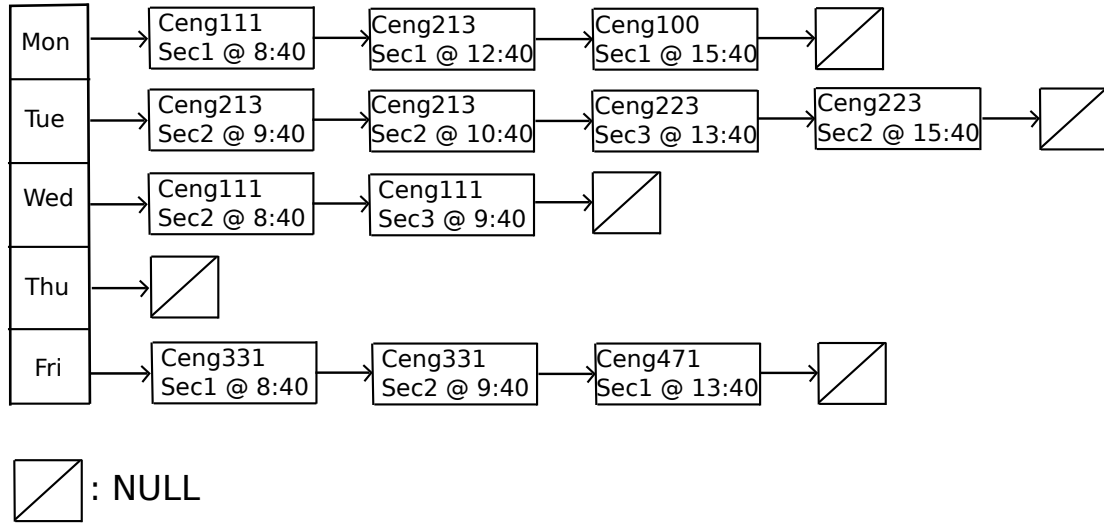 Mon
Ceng111
Sec1 @ 8:40
Ceng213
Sec1 @ 12:40
Ceng100
Sec1 @ 15:40
Tue
Ceng213
Sec2 @ 9:40
Ceng213
Sec2 @ 10:40
Ceng223
Sec3 @ 13:40
Ceng223
Sec2 @ 15:40
Wed
Ceng111
Sec2 @ 8:40
Ceng111
Sec3 @ 9:40
Thu
Fri
Ceng331
Sec1 @ 8:40
Ceng331
Sec2 @ 9:40
Ceng471
Sec1 @ 13:40
: NULL